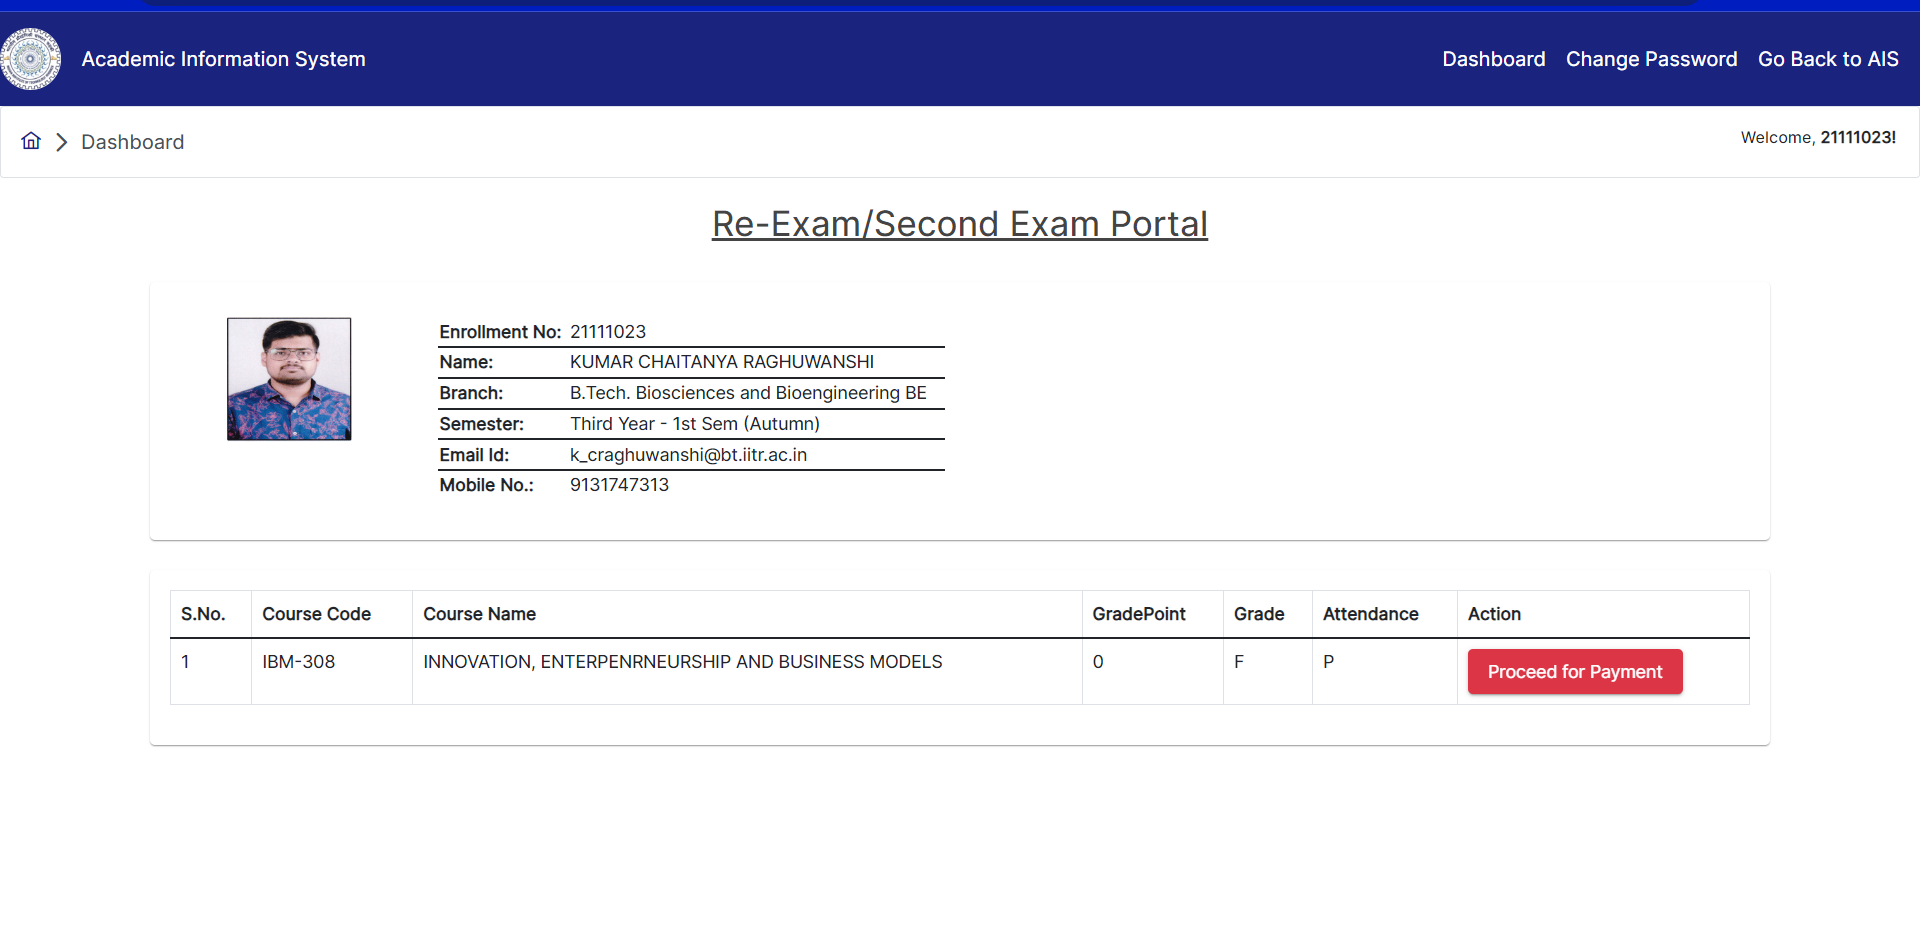 Academic Information System
Dashboard Change Password Go Back to AIS
Dashboard
Welcome, 21111023!
Re-Exam/Second Exam Portal
Enrollment No: 21111023
Name: KUMAR CHAITANYA RAGHUWANSHI
Branch: B.Tech. Biosciences and Bioengineering BE
Semester: Third Year - 1st Sem (Autumn)
Email Id: k_craghuwanshi@bt.iitr.ac.in
Mobile No.: 9131747313
S.No. Course Code Course Name GradePoint Grade Attendance Action
1 IBM-308 INNOVATION, ENTERPENRNEURSHIP AND BUSINESS MODELS 0 F P Proceed for Payment